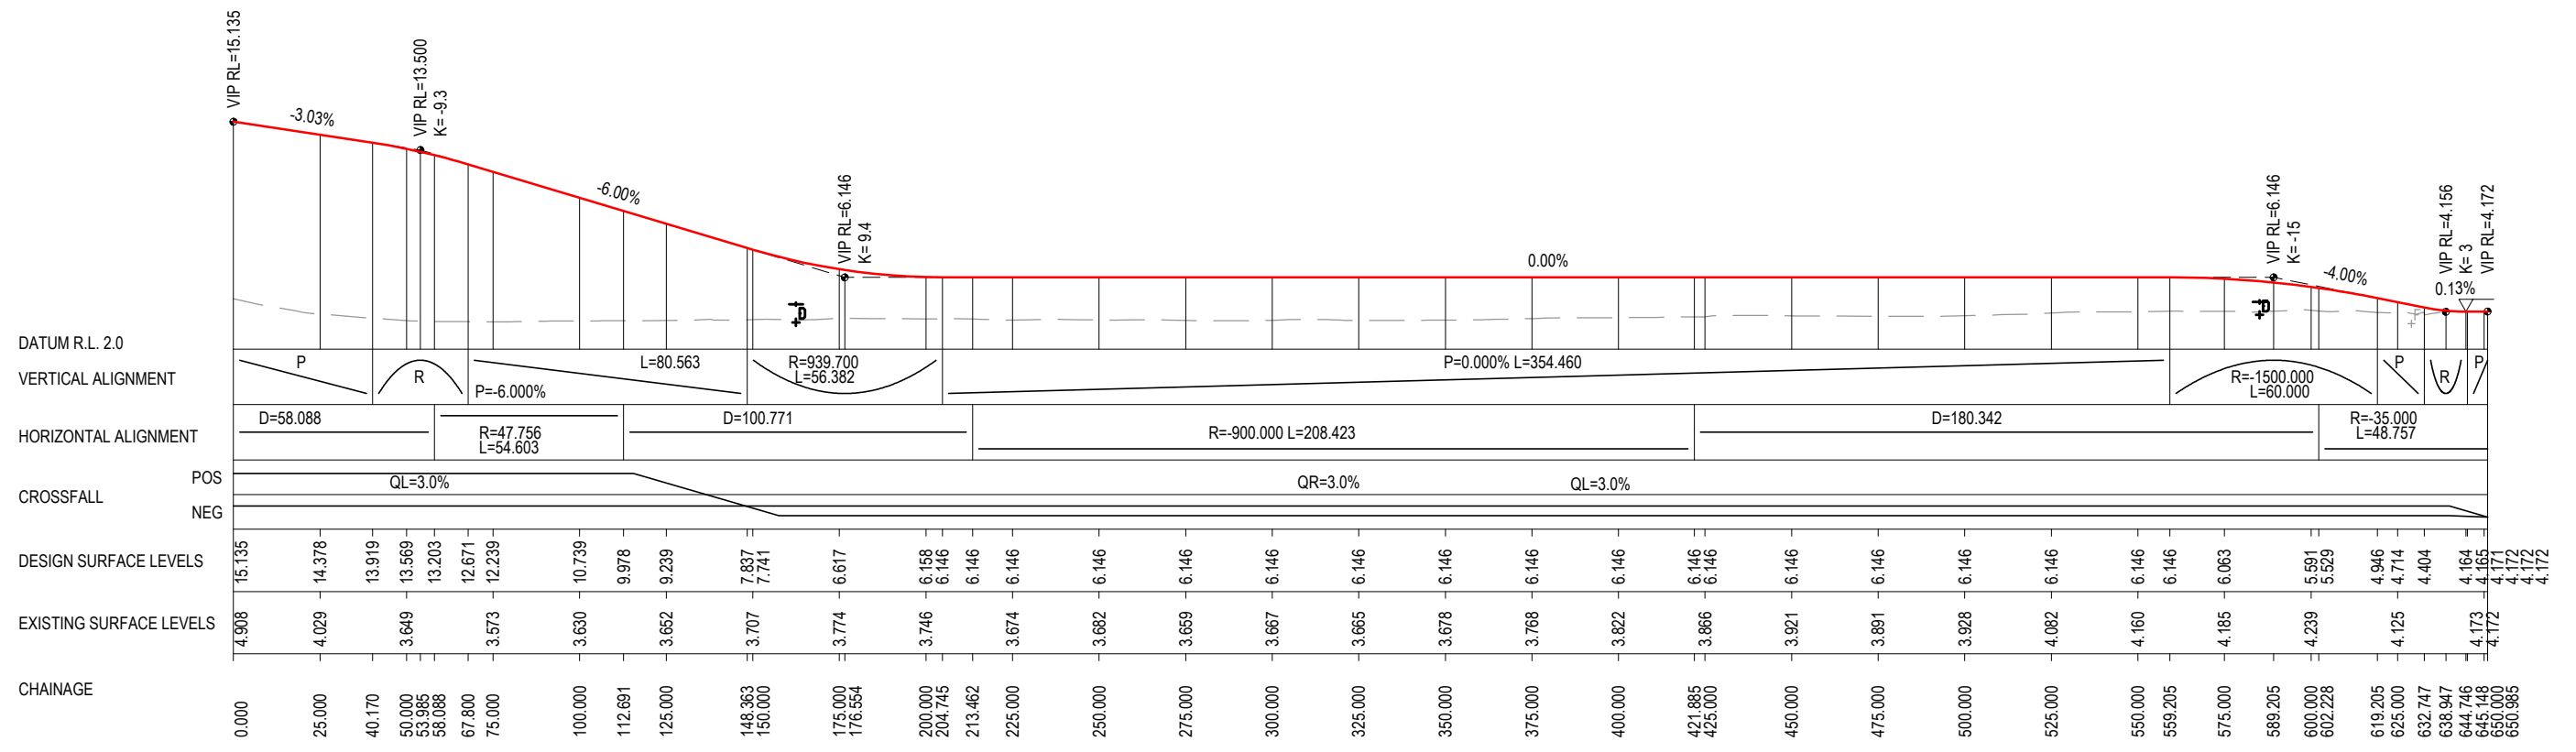 VIP RL=15.135
-3.03%
VIP RL=13.500
K= -9.3
-6.00%
VIP RL=6.146
K= 9.4
0.00%
VIP RL=6.146
K= -15
-4.00%
VIP RL=4.156
K= 3
0.13%
VIP RL=4.172
D
D
DATUM R.L. 2.0
VERTICAL ALIGNMENT
P
R
L=80.563
P=-6.000%
R=939.700
L=56.382
P=0.000% L=354.460
R=-1500.000
L=60.000
P
R
P
HORIZONTAL ALIGNMENT
D=58.088
R=47.756
L=54.603
D=100.771
R=-900.000 L=208.423
D=180.342
R=-35.000
L=48.757
CROSSFALL
POS
NEG
QL=3.0%
QR=3.0%
QL=3.0%
DESIGN SURFACE LEVELS
15.135 14.378 13.919 13.569 13.203 12.671 12.239 10.739 9.978 9.239 7.837 7.741 6.617 6.158 6.146 6.146 6.146 6.146 6.146 6.146 6.146 6.146 6.146 6.146 6.146 6.146 6.146 6.146 6.146 6.146 6.146 6.146 6.063 5.591 5.529 4.946 4.714 4.404 4.164 4.165 4.171 4.172 4.172 4.172
EXISTING SURFACE LEVELS
4.908 4.029 3.649 3.573 3.630 3.652 3.707 3.774 3.746 3.674 3.682 3.659 3.667 3.665 3.678 3.768 3.822 3.866 3.921 3.891 3.928 4.082 4.160 4.185 4.239 4.125 4.173 4.172
CHAINAGE
0.000 25.000 40.170 50.000 53.985 58.088 67.800 75.000 100.000 112.691 125.000 148.363 150.000 175.000 176.554 200.000 204.745 213.462 225.000 250.000 275.000 300.000 325.000 350.000 375.000 400.000 421.885 425.000 450.000 475.000 500.000 525.000 550.000 559.205 575.000 589.205 600.000 602.228 619.205 625.000 632.747 638.947 644.746 645.148 650.000 650.985